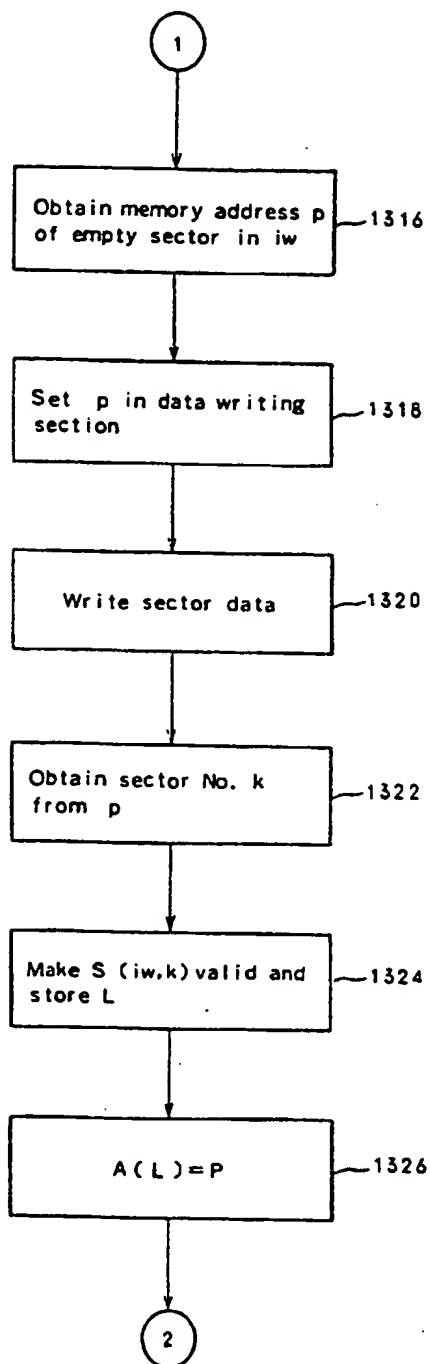 1
Obtain memory address p
of empty sector in iw
1316
Set p in data writing
section
1318
Write sector data
1320
Obtain sector No. k
from p
1322
Make S (iw,k) valid and
store L
1324
A(L)=P
1326
2